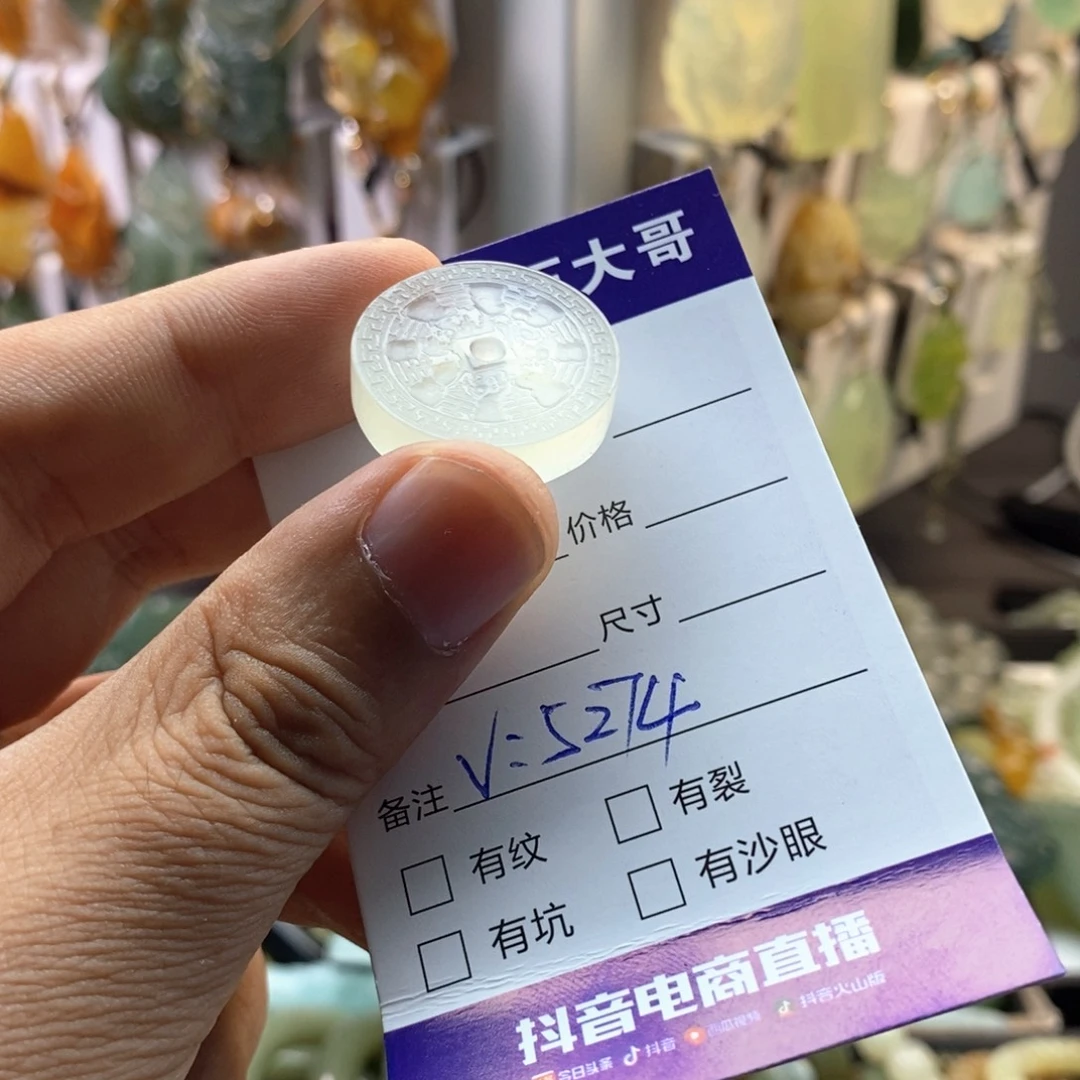 大哥
价格
尺寸
备注 V:5274
有纹 有裂
有坑 有沙眼
抖音电商直播
今日头条 抖音 西瓜视频 抖音火山版